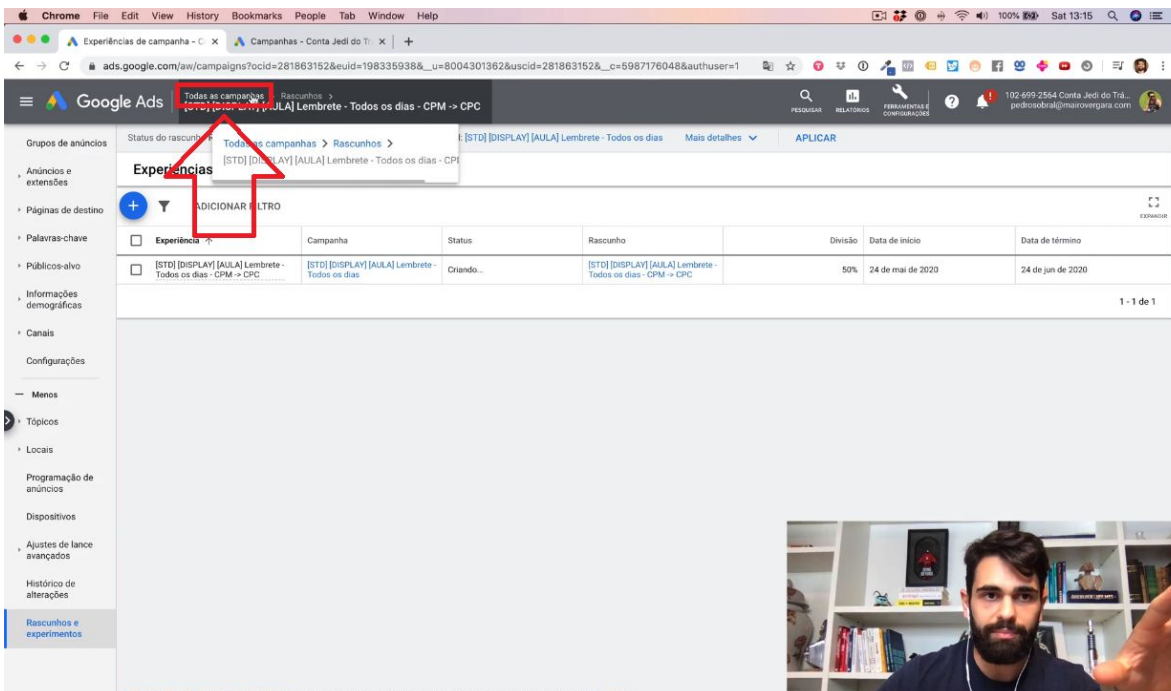 Chrome File Edit View History Bookmarks People Tab Window Help
100% Sat 13:15
Experiências de campanha - C
Campanhas - Conta Jedi do Tr
ads.google.com/aw/campaigns?ocid=281863152&euid=198335938&__u=8004301362&uscid=281863152&__c=5987176048&authuser=1
Google Ads
Todas as campanhas
Rascunhos >
Lembrete - Todos os dias - CPM -> CPC
PESQUISAR
RELATÓRIOS
FERRAMENTAS E
CONFIGURAÇÕES
102-699-2564 Conta Jedi do Trá...
pedrosobral@mairovergara.com
Status do rascunho
[STD] [DISPLAY] [AULA] Lembrete - Todos os dias
Mais detalhes
APLICAR
Todas as campanhas > Rascunhos >
[STD] [DISPLAY] [AULA] Lembrete - Todos os dias - CP
Experiências
ADICIONAR FILTRO
EXPANDIR
Experiência
Campanha
Status
Rascunho
Divisão
Data de início
Data de término
[STD] [DISPLAY] [AULA] Lembrete -
Todos os dias - CPM -> CPC
[STD] [DISPLAY] [AULA] Lembrete -
Todos os dias
Criando...
[STD] [DISPLAY] [AULA] Lembrete -
Todos os dias - CPM -> CPC
50%
24 de mai de 2020
24 de jun de 2020
1 - 1 de 1
Grupos de anúncios
Anúncios e
extensões
Páginas de destino
Palavras-chave
Públicos-alvo
Informações
demográficas
Canais
Configurações
Menos
Tópicos
Locais
Programação de
anúncios
Dispositivos
Ajustes de lance
avançados
Histórico de
alterações
Rascunhos e
experimentos